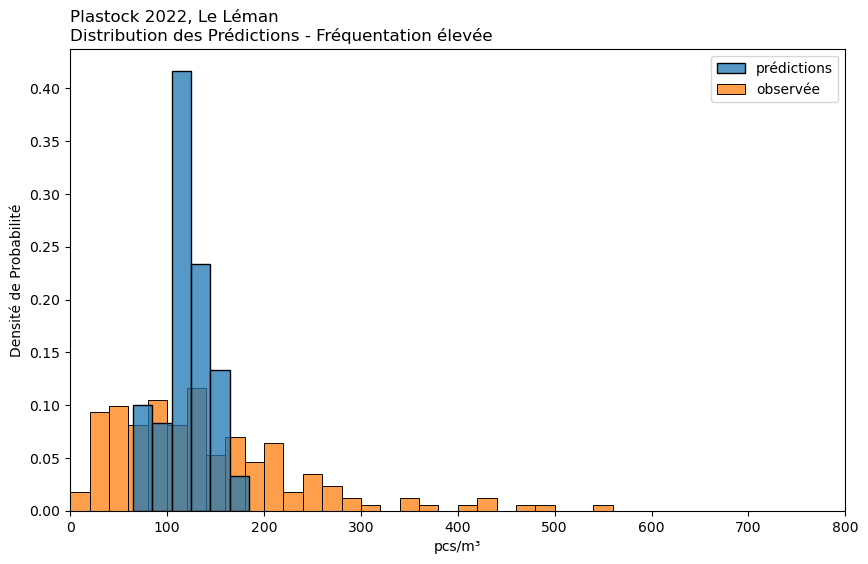 Plastock 2022, Le Léman
Distribution des Prédictions - Fréquentation élevée
prédictions
observée
Densité de Probabilité
0.40
0.35
0.30
0.25
0.20
0.15
0.10
0.05
0.00
0 100 200 300 400 500 600 700 800
pcs/m³